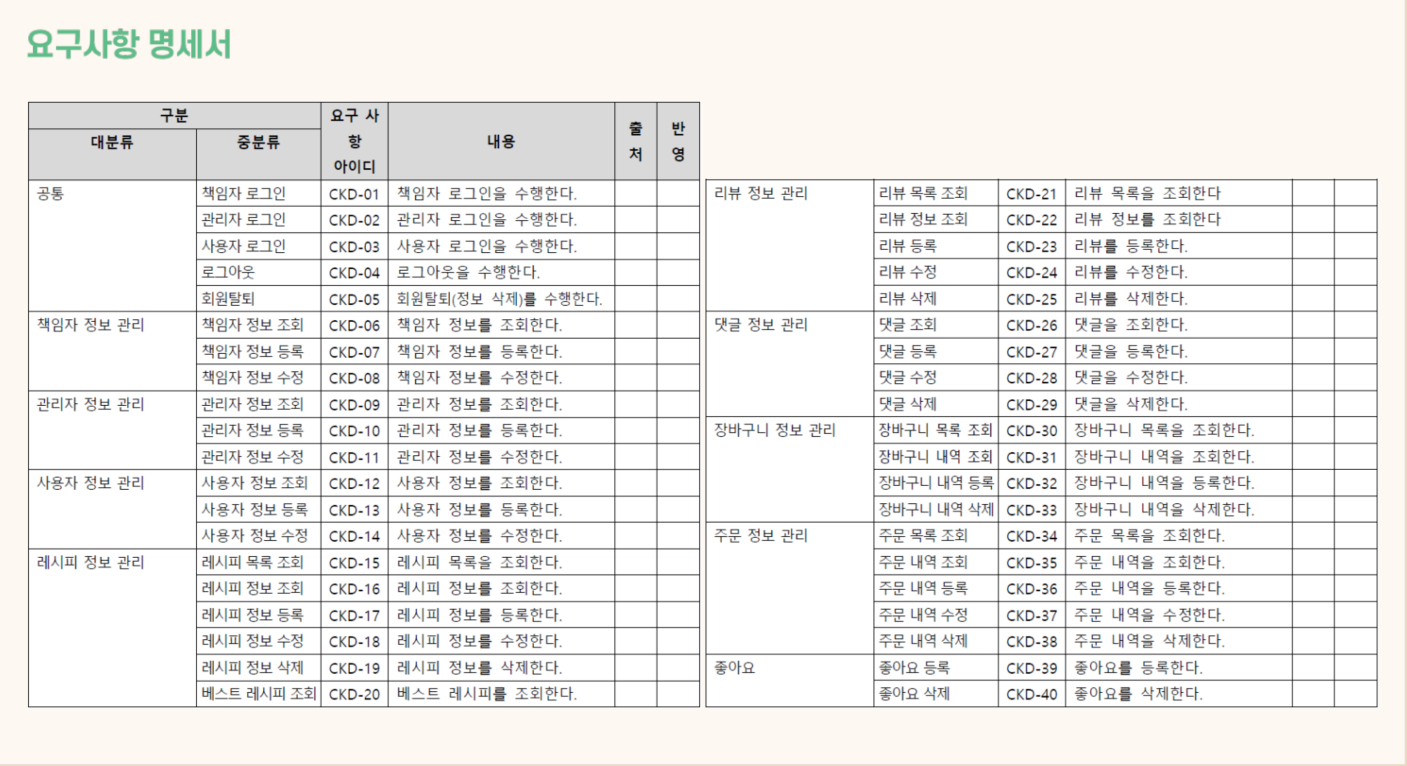 요구사항 명세서
구분
요구 사항 아이디
내용
출처
반영
대분류
중분류
공통
책임자 로그인 CKD-01 책임자 로그인을 수행한다.
관리자 로그인 CKD-02 관리자 로그인을 수행한다.
사용자 로그인 CKD-03 사용자 로그인을 수행한다.
로그아웃 CKD-04 로그아웃을 수행한다.
회원탈퇴 CKD-05 회원탈퇴(정보 삭제)를 수행한다.
책임자 정보 관리
책임자 정보 조회 CKD-06 책임자 정보를 조회한다.
책임자 정보 등록 CKD-07 책임자 정보를 등록한다.
책임자 정보 수정 CKD-08 책임자 정보를 수정한다.
관리자 정보 관리
관리자 정보 조회 CKD-09 관리자 정보를 조회한다.
관리자 정보 등록 CKD-10 관리자 정보를 등록한다.
관리자 정보 수정 CKD-11 관리자 정보를 수정한다.
사용자 정보 관리
사용자 정보 조회 CKD-12 사용자 정보를 조회한다.
사용자 정보 등록 CKD-13 사용자 정보를 등록한다.
사용자 정보 수정 CKD-14 사용자 정보를 수정한다.
레시피 정보 관리
레시피 목록 조회 CKD-15 레시피 목록을 조회한다.
레시피 정보 조회 CKD-16 레시피 정보를 조회한다.
레시피 정보 등록 CKD-17 레시피 정보를 등록한다.
레시피 정보 수정 CKD-18 레시피 정보를 수정한다.
레시피 정보 삭제 CKD-19 레시피 정보를 삭제한다.
베스트 레시피 조회 CKD-20 베스트 레시피를 조회한다.
리뷰 정보 관리
리뷰 목록 조회 CKD-21 리뷰 목록을 조회한다
리뷰 정보 조회 CKD-22 리뷰 정보를 조회한다
리뷰 등록 CKD-23 리뷰를 등록한다.
리뷰 수정 CKD-24 리뷰를 수정한다.
리뷰 삭제 CKD-25 리뷰를 삭제한다.
댓글 정보 관리
댓글 조회 CKD-26 댓글을 조회한다.
댓글 등록 CKD-27 댓글을 등록한다.
댓글 수정 CKD-28 댓글을 수정한다.
댓글 삭제 CKD-29 댓글을 삭제한다.
장바구니 정보 관리
장바구니 목록 조회 CKD-30 장바구니 목록을 조회한다.
장바구니 내역 조회 CKD-31 장바구니 내역을 조회한다.
장바구니 내역 등록 CKD-32 장바구니 내역을 등록한다.
장바구니 내역 삭제 CKD-33 장바구니 내역을 삭제한다.
주문 정보 관리
주문 목록 조회 CKD-34 주문 목록을 조회한다.
주문 내역 조회 CKD-35 주문 내역을 조회한다.
주문 내역 등록 CKD-36 주문 내역을 등록한다.
주문 내역 수정 CKD-37 주문 내역을 수정한다.
주문 내역 삭제 CKD-38 주문 내역을 삭제한다.
좋아요
좋아요 등록 CKD-39 좋아요를 등록한다.
좋아요 삭제 CKD-40 좋아요를 삭제한다.